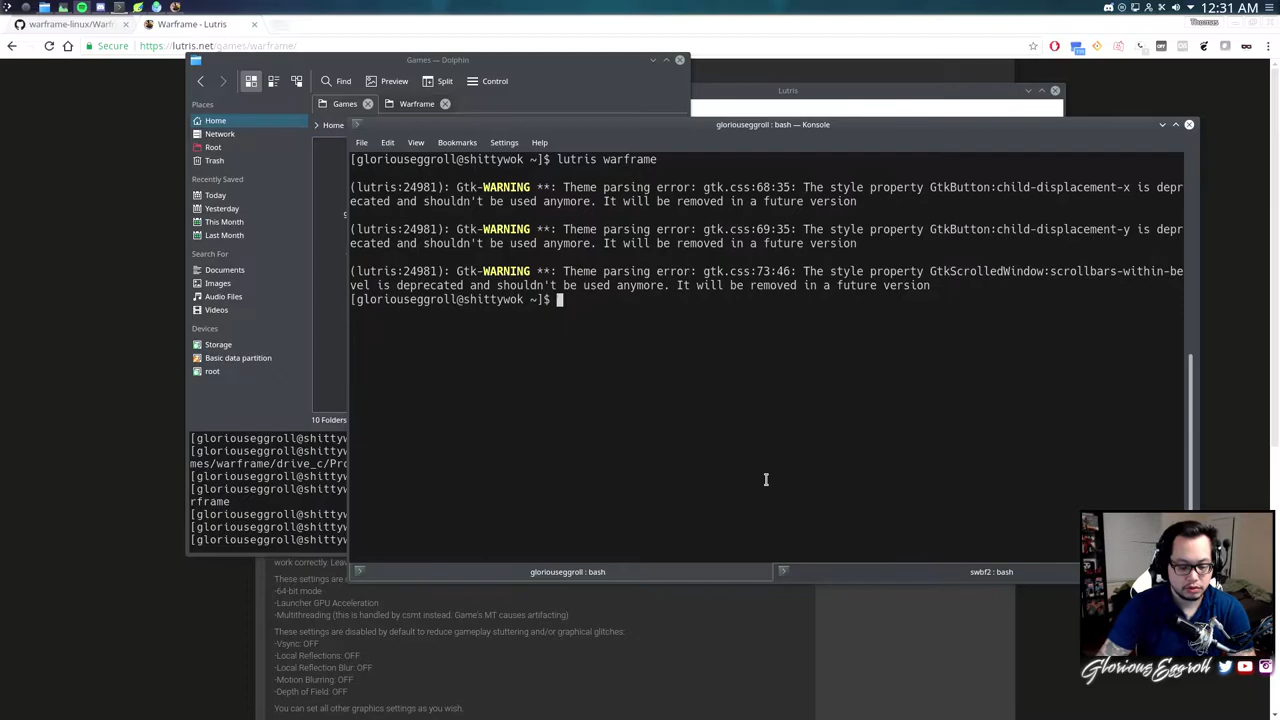 12:31 AM
warframe-linux/Warf
Warframe - Lutris
Thomas
Secure
https://lutris.net/games/warframe/
Games — Dolphin
Find
Preview
Split
Control
Lutris
Places
Games
Warframe
Home
Home
Network
Root
Trash
Recently Saved
Today
Yesterday
This Month
Last Month
Search For
Documents
Images
Audio Files
Videos
Devices
Storage
Basic data partition
root
10 Folders
gloriouseggroll : bash — Konsole
File Edit View Bookmarks Settings Help
[gloriouseggroll@shittywok ~]$ lutris warframe
(lutris:24981): Gtk-WARNING **: Theme parsing error: gtk.css:68:35: The style property GtkButton:child-displacement-x is depr
ecated and shouldn't be used anymore. It will be removed in a future version
(lutris:24981): Gtk-WARNING **: Theme parsing error: gtk.css:69:35: The style property GtkButton:child-displacement-y is depr
ecated and shouldn't be used anymore. It will be removed in a future version
(lutris:24981): Gtk-WARNING **: Theme parsing error: gtk.css:73:46: The style property GtkScrolledWindow:scrollbars-within-be
vel is deprecated and shouldn't be used anymore. It will be removed in a future version
[gloriouseggroll@shittywok ~]$
[gloriouseggroll@shittyw
[gloriouseggroll@shittyw
mes/warframe/drive_c/Pro
[gloriouseggroll@shittyw
[gloriouseggroll@shittyw
rframe
[gloriouseggroll@shittyw
[gloriouseggroll@shittyw
[gloriouseggroll@shittyw
gloriouseggroll : bash
swbf2 : bash
work correctly. Leav
These settings are
-64-bit mode
-Launcher GPU Acceleration
-Multithreading (this is handled by csmt instead. Game's MT causes artifacting)
These settings are disabled by default to reduce gameplay stuttering and/or graphical glitches:
-Vsync: OFF
-Local Reflections: OFF
-Local Reflection Blur: OFF
-Motion Blurring: OFF
-Depth of Field: OFF
You can set all other graphics settings as you wish.
Glorious Eggroll